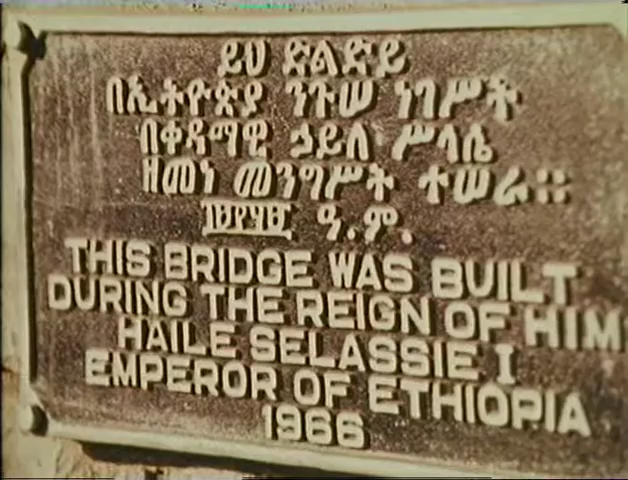 ይህ ድልድይ
በኢትዮጵያ ንጉሠ ነገሥት
በቀዳማዊ ኃይለ ሥላሴ
ዘመነ መንግሥት ተሠራ።
ዓ.ም.
THIS BRIDGE WAS BUILT
DURING THE REIGN OF HIM
HAILE SELASSIE I
EMPEROR OF ETHIOPIA
1966